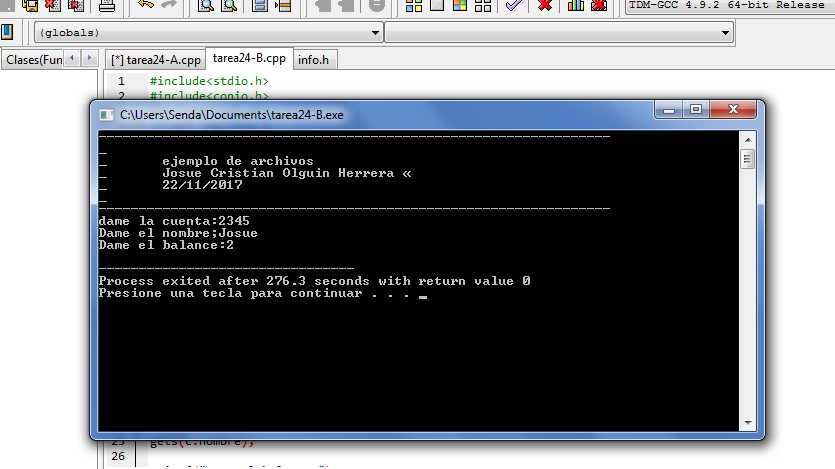 TDM-GCC 4.9.2 64-bit Release
(globals)
Clases(Fun
[*] tarea24-A.cpp tarea24-B.cpp info.h
1 #include<stdio.h>
2 #include<conio.h>
C:\Users\Senda\Documents\tarea24-B.exe
ejemplo de archivos
Josue Cristian Olguin Herrera «
22/11/2017
dame la cuenta:2345
Dame el nombre;Josue
Dame el balance:2
--------------------------------
Process exited after 276.3 seconds with return value 0
Presione una tecla para continuar . . .
25 gets(c.nombre);
26